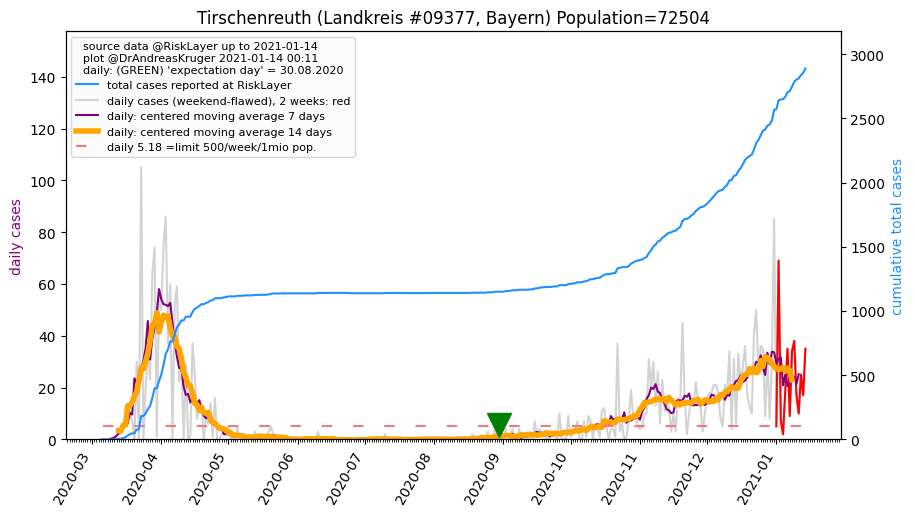 Tirschenreuth (Landkreis #09377, Bayern) Population=72504
source data @RiskLayer up to 2021-01-14
plot @DrAndreasKruger 2021-01-14 00:11
daily: (GREEN) 'expectation day' = 30.08.2020
total cases reported at RiskLayer
daily cases (weekend-flawed), 2 weeks: red
daily: centered moving average 7 days
daily: centered moving average 14 days
daily 5.18 =limit 500/week/1mio pop.
daily cases
140
120
100
80
60
40
20
0
3000
2500
2000
1500
1000
500
0
cumulative total cases
2020-03
2020-04
2020-05
2020-06
2020-07
2020-08
2020-09
2020-10
2020-11
2020-12
2021-01